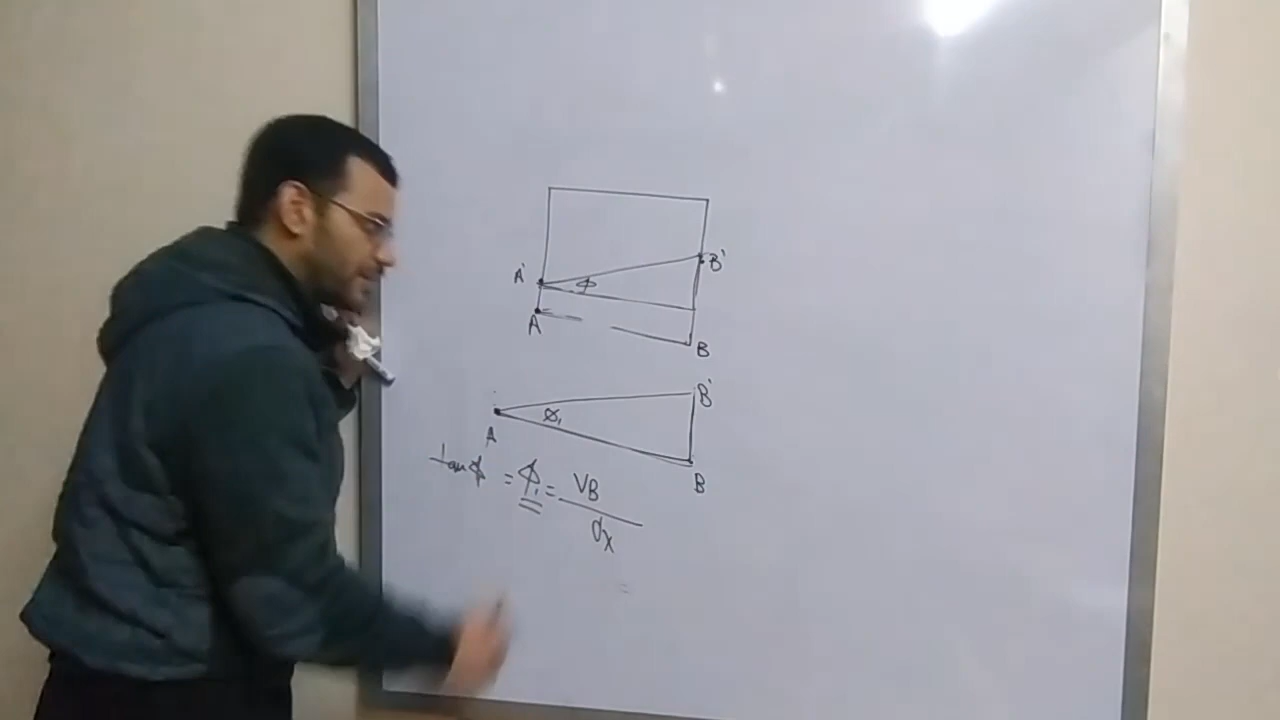 A' ϕ B'
A B
B'
A ϕ₁
B
tan ϕ = ϕ₁ = VB / dx
=